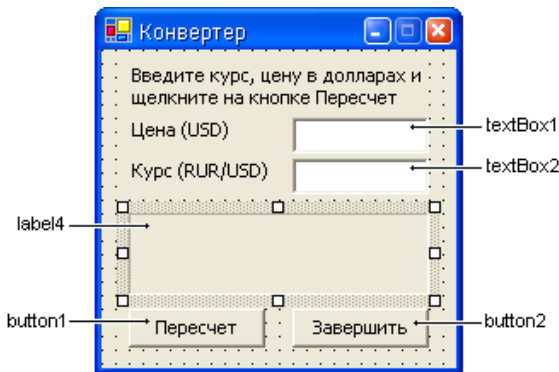 Конвертер
Введите курс, цену в долларах и
щелкните на кнопке Пересчет
Цена (USD)
textBox1
Курс (RUR/USD)
textBox2
label4
button1
Пересчет
Завершить
button2